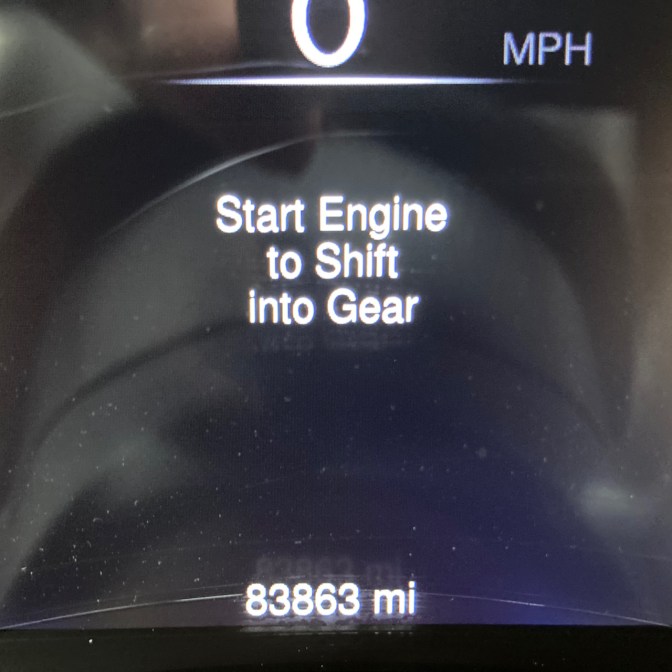 0
MPH
Start Engine
to Shift
into Gear
83863 mi